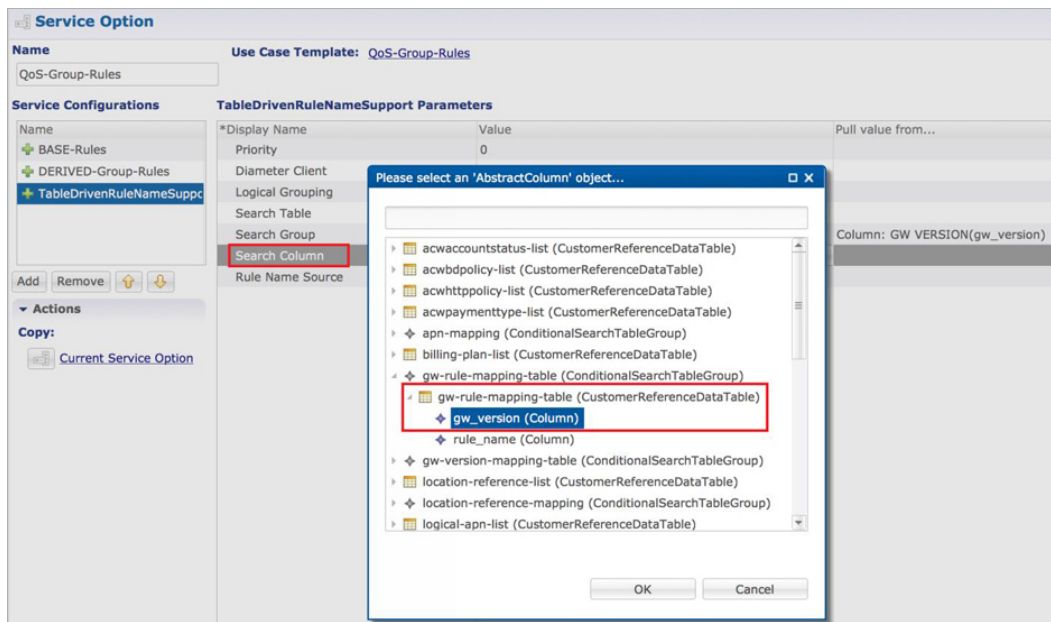 Service Option
Name
Use Case Template: QoS-Group-Rules
QoS-Group-Rules
Service Configurations
TableDrivenRuleNameSupport Parameters
Name
*Display Name Value Pull value from...
BASE-Rules
Priority 0
DERIVED-Group-Rules
Diameter Client
TableDrivenRuleNameSuppo
Logical Grouping
Search Table
Search Group Column: GW VERSION(gw_version)
Search Column
Rule Name Source
Add Remove
Actions
Copy:
Current Service Option
Please select an 'AbstractColumn' object...
acwaccountstatus-list (CustomerReferenceDataTable)
acwbdpolicy-list (CustomerReferenceDataTable)
acwhttppolicy-list (CustomerReferenceDataTable)
acwpaymenttype-list (CustomerReferenceDataTable)
apn-mapping (ConditionalSearchTableGroup)
billing-plan-list (CustomerReferenceDataTable)
gw-rule-mapping-table (ConditionalSearchTableGroup)
gw-rule-mapping-table (CustomerReferenceDataTable)
gw_version (Column)
rule_name (Column)
gw-version-mapping-table (ConditionalSearchTableGroup)
location-reference-list (CustomerReferenceDataTable)
location-reference-mapping (ConditionalSearchTableGroup)
logical-apn-list (CustomerReferenceDataTable)
OK Cancel